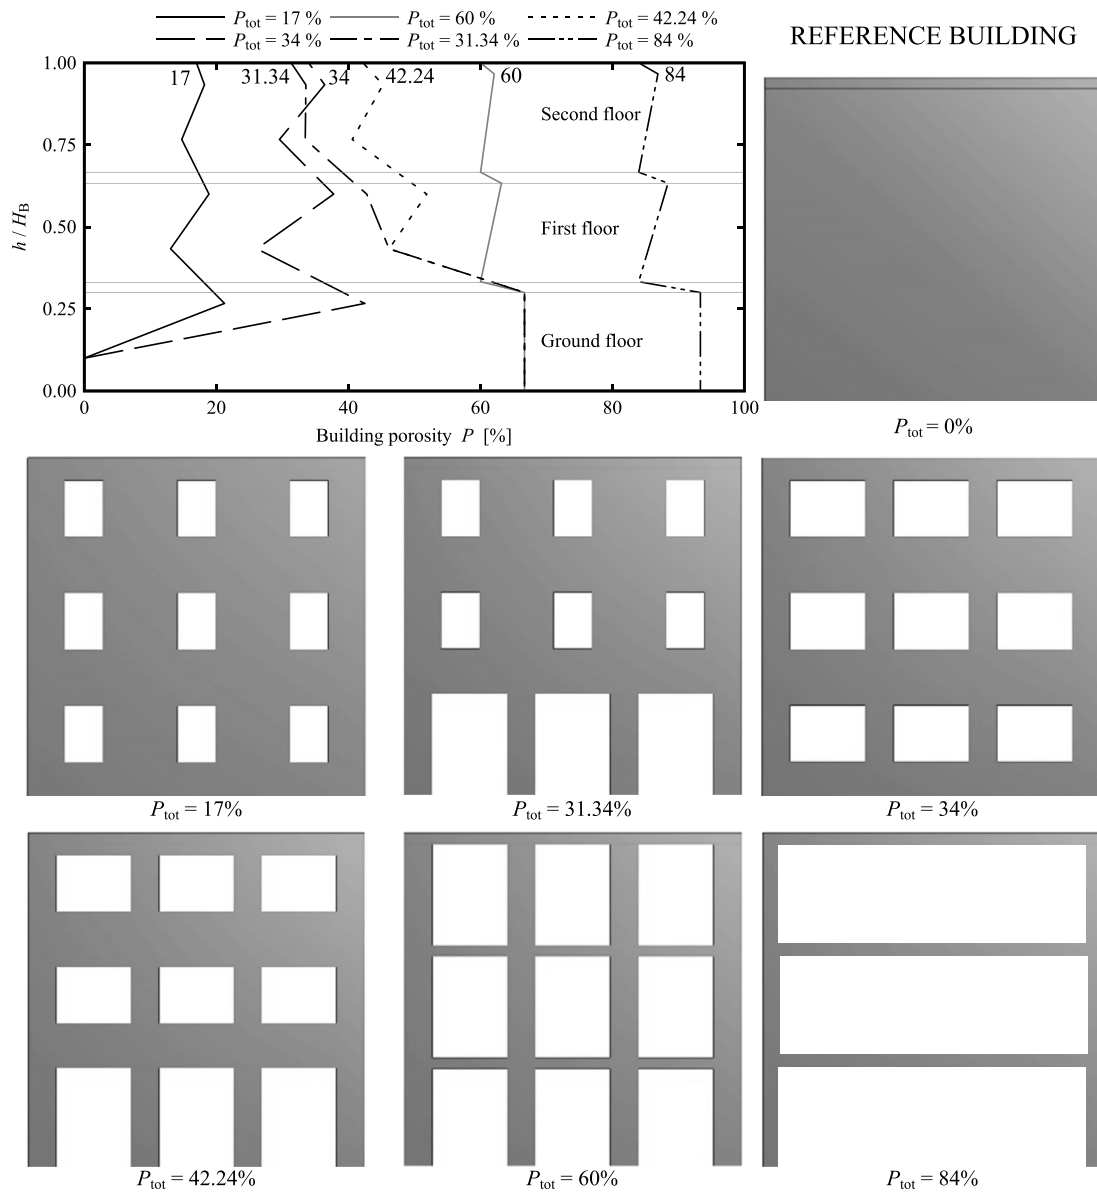 P_tot = 17 % P_tot = 60 % P_tot = 42.24 %
P_tot = 34 % P_tot = 31.34 % P_tot = 84 %
REFERENCE BUILDING
1.00
0.75
0.50
0.25
0.00
h / H_B
17 31.34 34 42.24 60 84
Second floor
First floor
Ground floor
0 20 40 60 80 100
Building porosity P [%]
P_tot = 0%
P_tot = 17% P_tot = 31.34% P_tot = 34%
P_tot = 42.24% P_tot = 60% P_tot = 84%